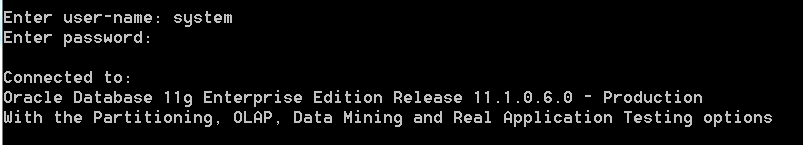 Enter user-name: system
Enter password:
Connected to:
Oracle Database 11g Enterprise Edition Release 11.1.0.6.0 - Production
With the Partitioning, OLAP, Data Mining and Real Application Testing options